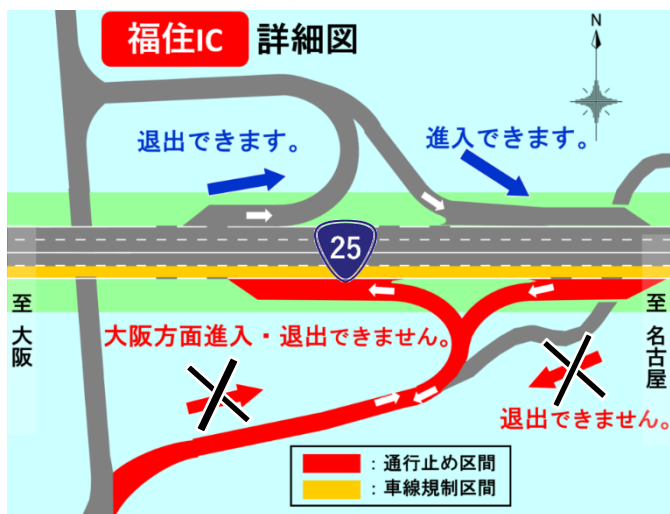 福住IC 詳細図
N
退出できます。
進入できます。
25
至 大阪
至 名古屋
大阪方面進入・退出できません。
退出できません。
：通行止め区間
：車線規制区間